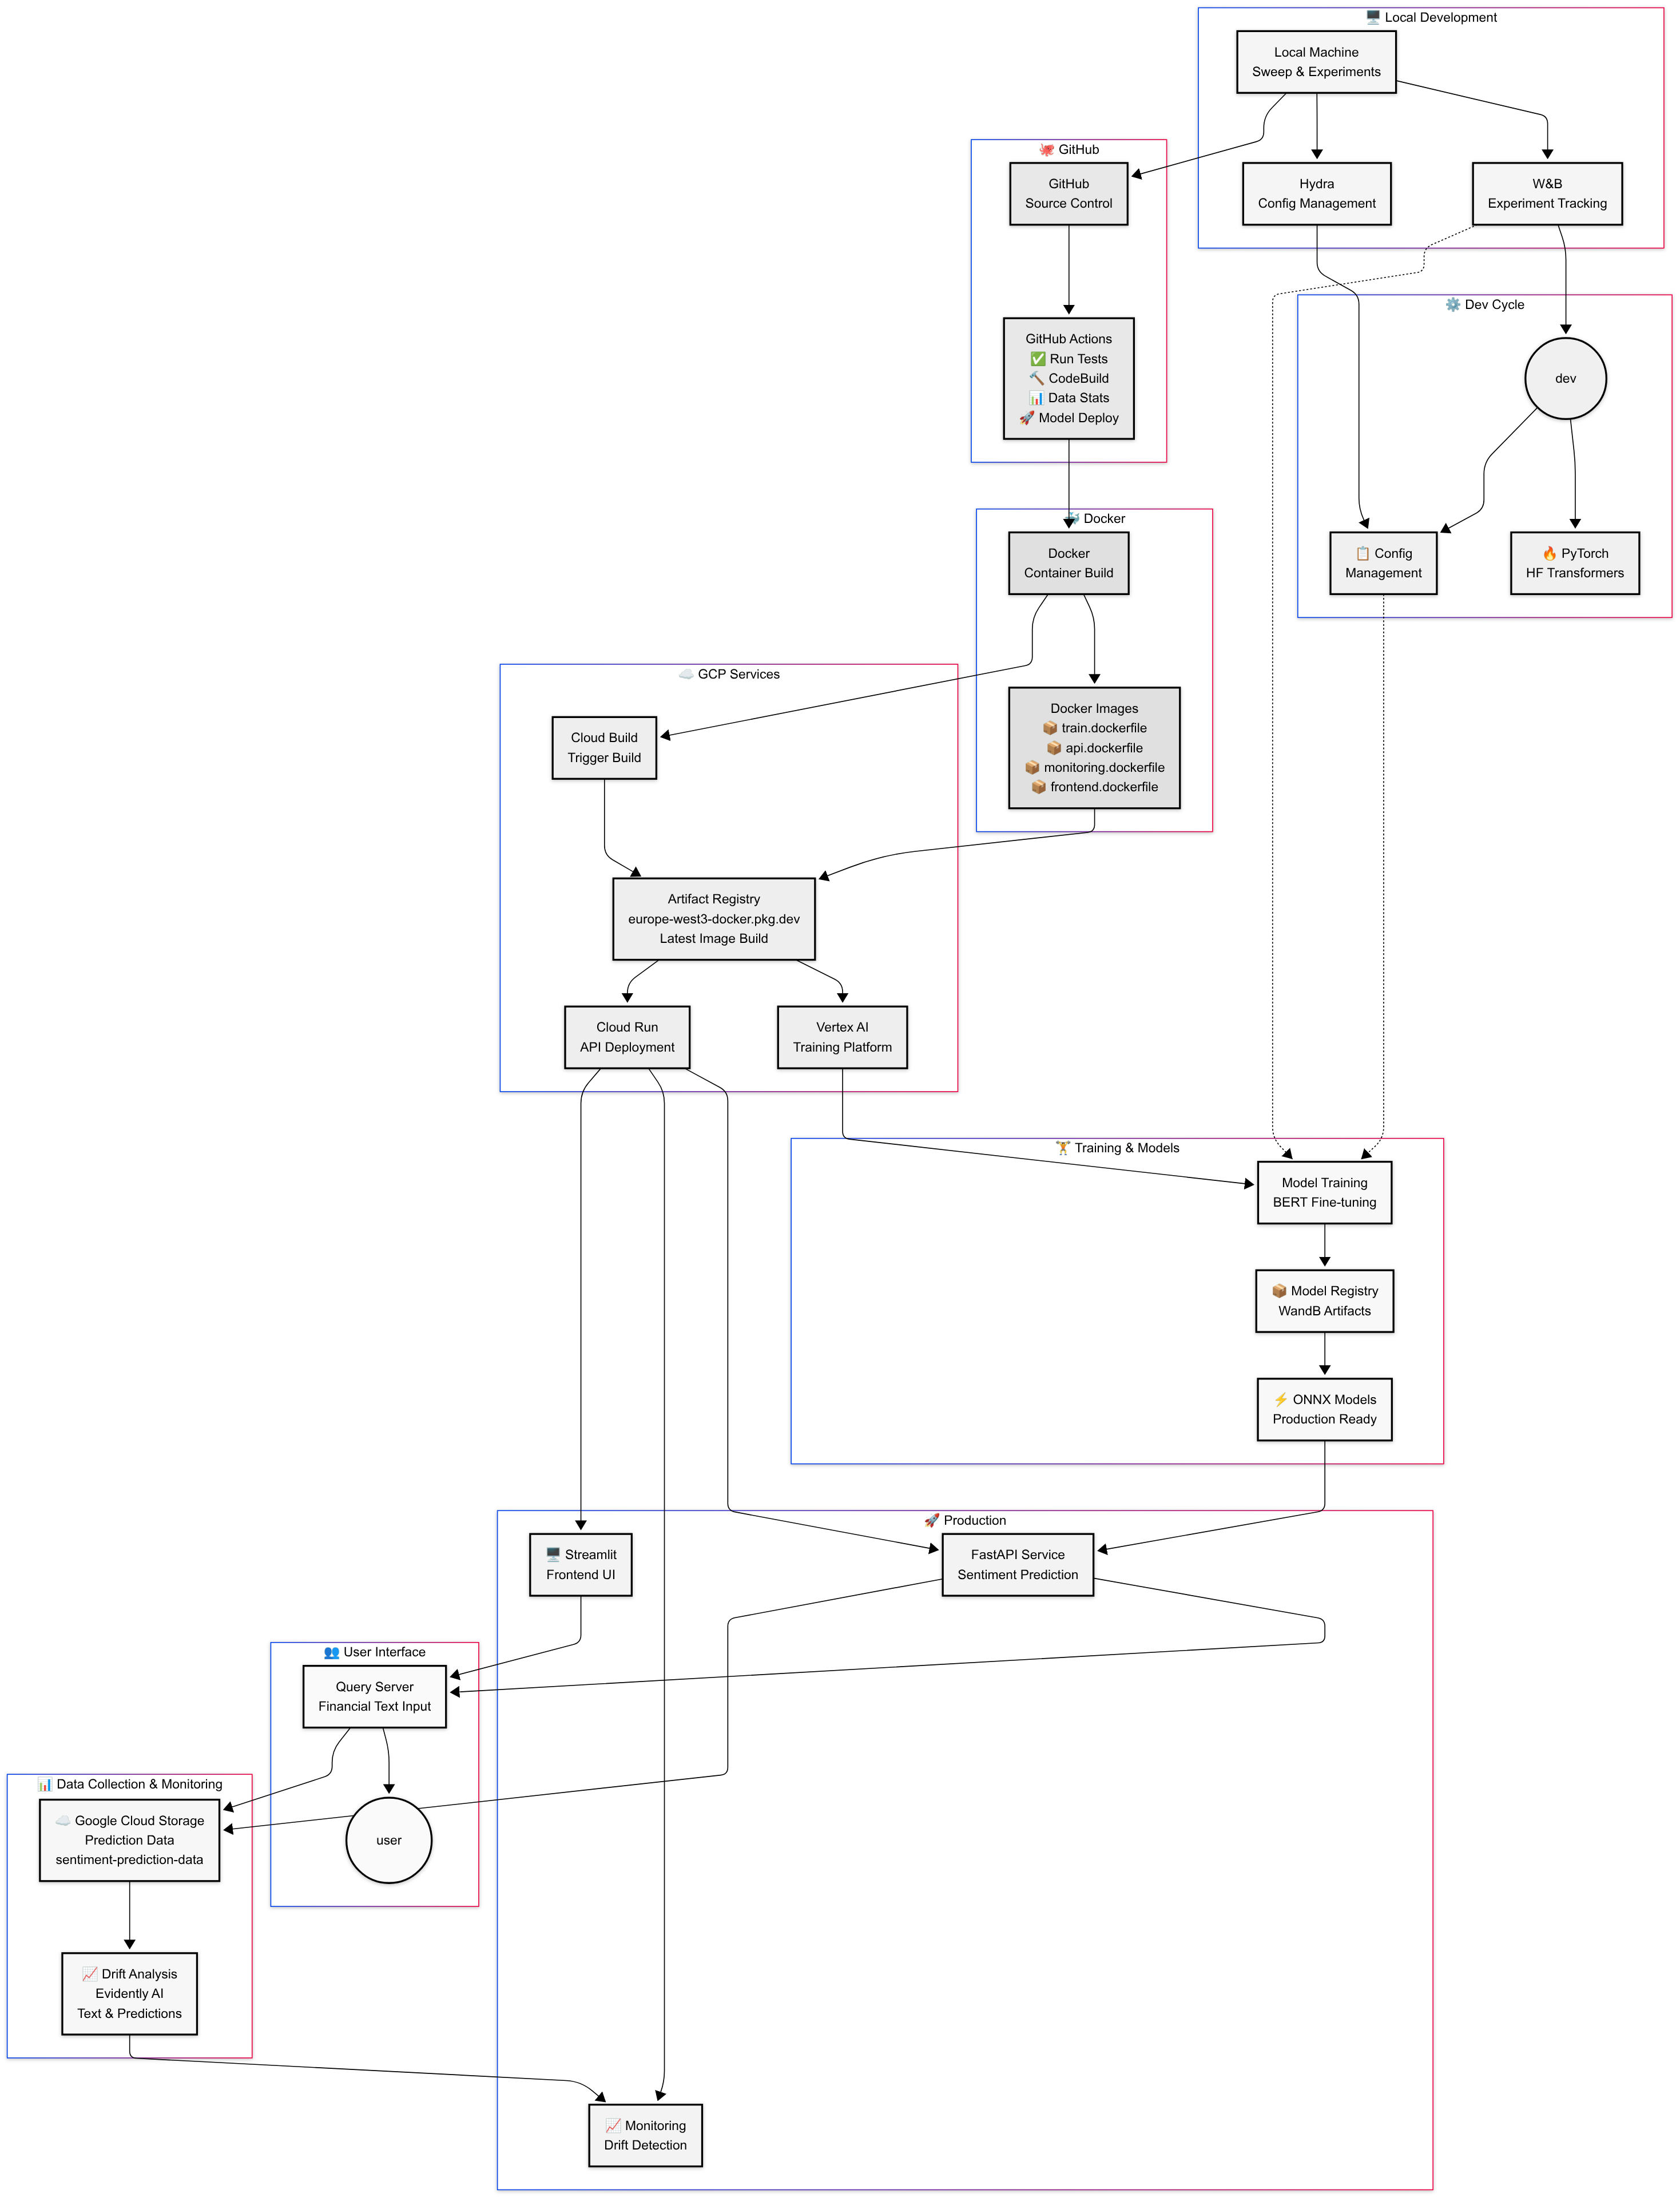 🖥️ Local Development
Local Machine
Sweep & Experiments
🐙 GitHub
GitHub
Source Control
Hydra
Config Management
W&B
Experiment Tracking
⚙️ Dev Cycle
GitHub Actions
✅ Run Tests
🔨 CodeBuild
📊 Data Stats
🚀 Model Deploy
dev
🐳 Docker
Docker
Container Build
📋 Config
Management
🔥 PyTorch
HF Transformers
☁️ GCP Services
Cloud Build
Trigger Build
Docker Images
📦 train.dockerfile
📦 api.dockerfile
📦 monitoring.dockerfile
📦 frontend.dockerfile
Artifact Registry
europe-west3-docker.pkg.dev
Latest Image Build
Cloud Run
API Deployment
Vertex AI
Training Platform
🏋️ Training & Models
Model Training
BERT Fine-tuning
📦 Model Registry
WandB Artifacts
⚡ ONNX Models
Production Ready
🚀 Production
🖥️ Streamlit
Frontend UI
FastAPI Service
Sentiment Prediction
👥 User Interface
Query Server
Financial Text Input
📊 Data Collection & Monitoring
☁️ Google Cloud Storage
Prediction Data
sentiment-prediction-data
user
📈 Drift Analysis
Evidently AI
Text & Predictions
📈 Monitoring
Drift Detection